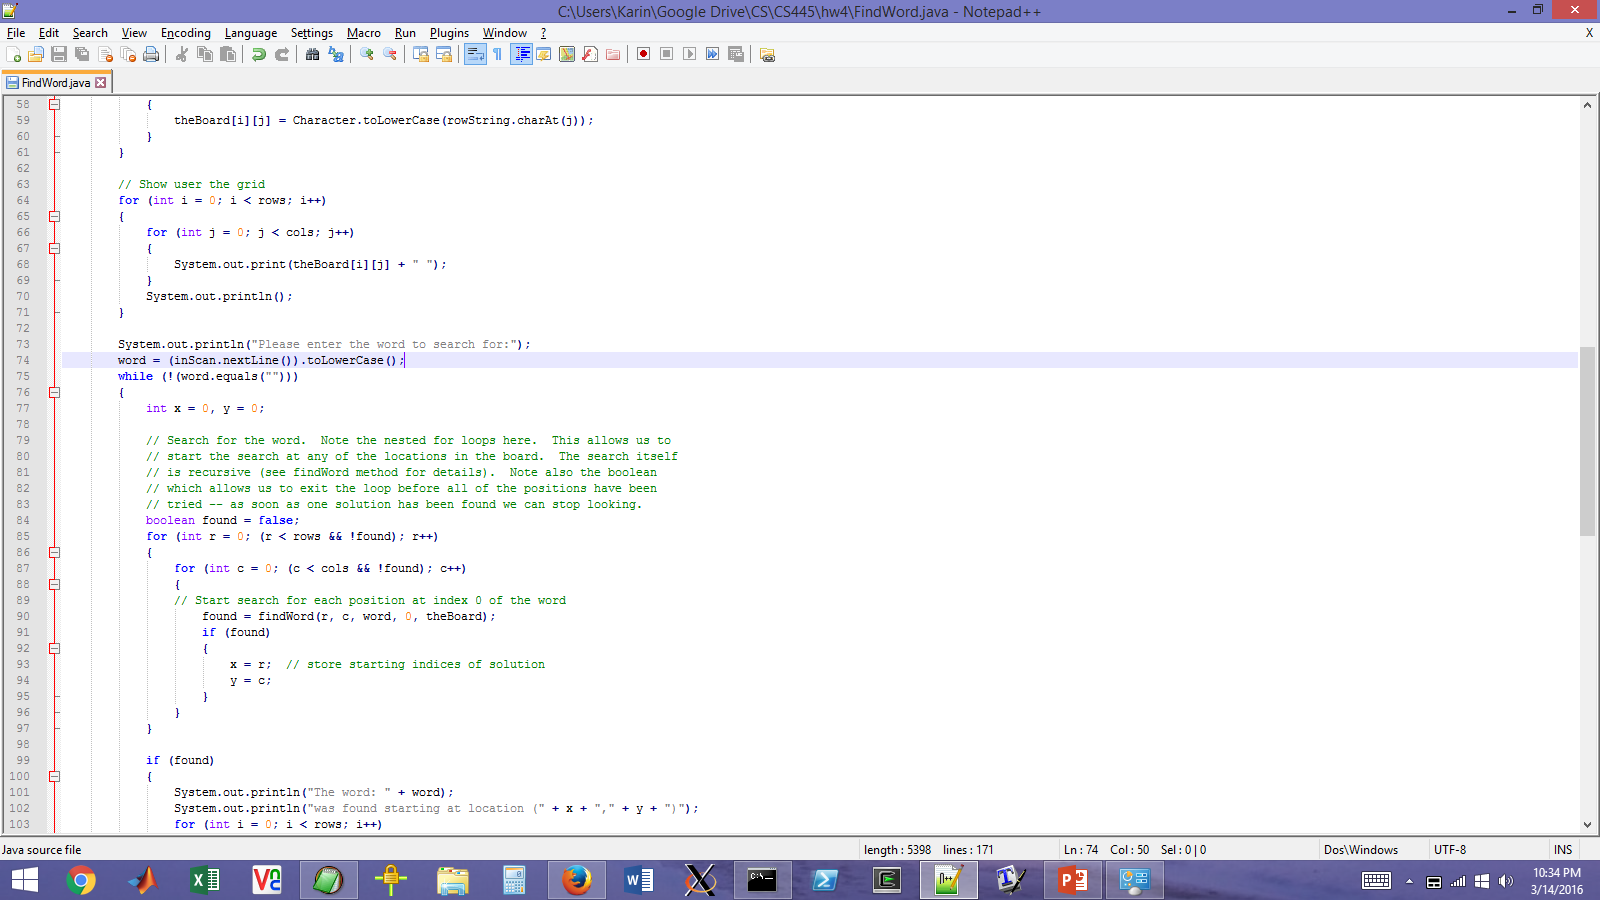 C:\Users\Karin\Google Drive\CS\CS445\hw4\FindWord.java - Notepad++
File Edit Search View Encoding Language Settings Macro Run Plugins Window ? X
FindWord.java
58 {
59 theBoard[i][j] = Character.toLowerCase(rowString.charAt(j));
60 }
61 }
62
63 // Show user the grid
64 for (int i = 0; i < rows; i++)
65 {
66 for (int j = 0; j < cols; j++)
67 {
68 System.out.print(theBoard[i][j] + " ");
69 }
70 System.out.println();
71 }
72
73 System.out.println("Please enter the word to search for:");
74 word = (inScan.nextLine()).toLowerCase();
75 while (!(word.equals("")))
76 {
77 int x = 0, y = 0;
78
79 // Search for the word.  Note the nested for loops here.  This allows us to
80 // start the search at any of the locations in the board.  The search itself
81 // is recursive (see findWord method for details).  Note also the boolean
82 // which allows us to exit the loop before all of the positions have been
83 // tried -- as soon as one solution has been found we can stop looking.
84 boolean found = false;
85 for (int r = 0; (r < rows && !found); r++)
86 {
87 for (int c = 0; (c < cols && !found); c++)
88 {
89 // Start search for each position at index 0 of the word
90 found = findWord(r, c, word, 0, theBoard);
91 if (found)
92 {
93 x = r;  // store starting indices of solution
94 y = c;
95 }
96 }
97 }
98
99 if (found)
100 {
101 System.out.println("The word: " + word);
102 System.out.println("was found starting at location (" + x + "," + y + ")");
103 for (int i = 0; i < rows; i++)
Java source file length : 5398 lines : 171 Ln : 74 Col : 50 Sel : 0 | 0 Dos\Windows UTF-8 INS
10:34 PM
3/14/2016